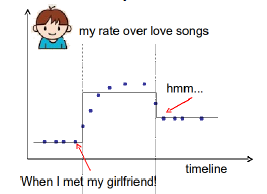 my rate over love songs
hmm...
timeline
When I met my girlfriend!